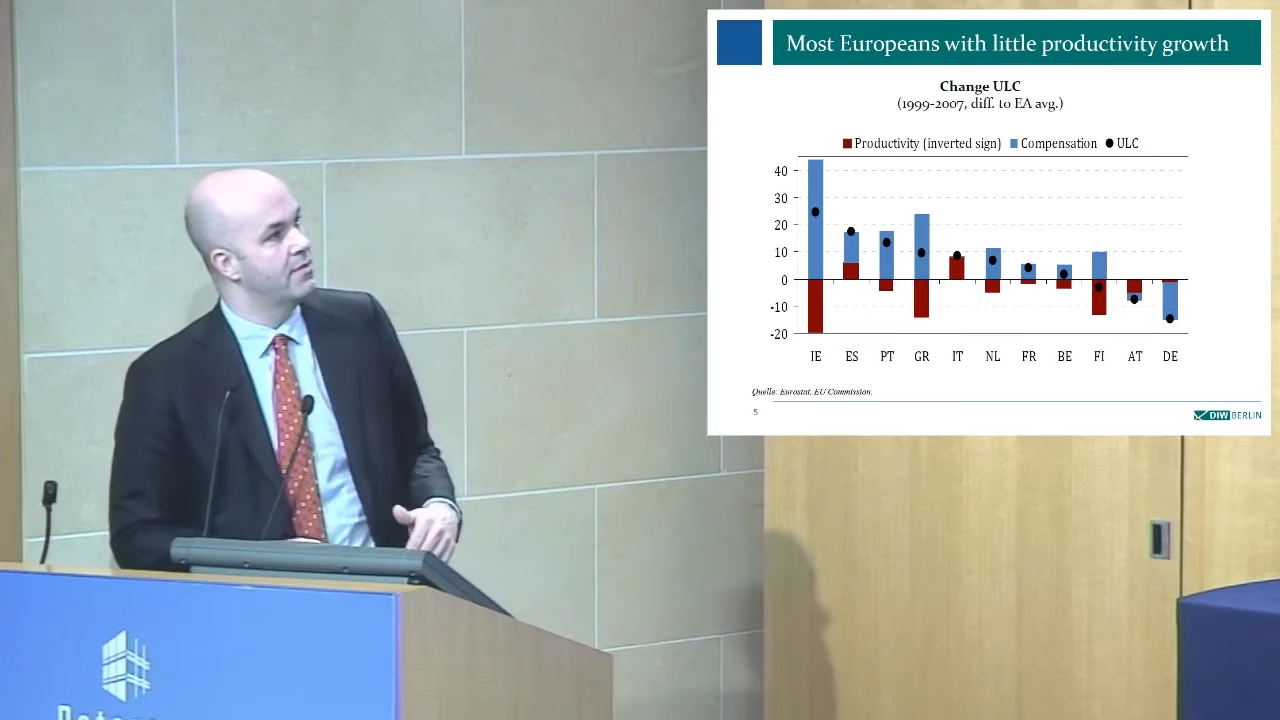 Most Europeans with little productivity growth
Change ULC
(1999-2007, diff. to EA avg.)
Productivity (inverted sign) Compensation ULC
40
30
20
10
0
-10
-20
IE ES PT GR IT NL FR BE FI AT DE
Quelle: Eurostat, EU Commission.
5
DIW BERLIN